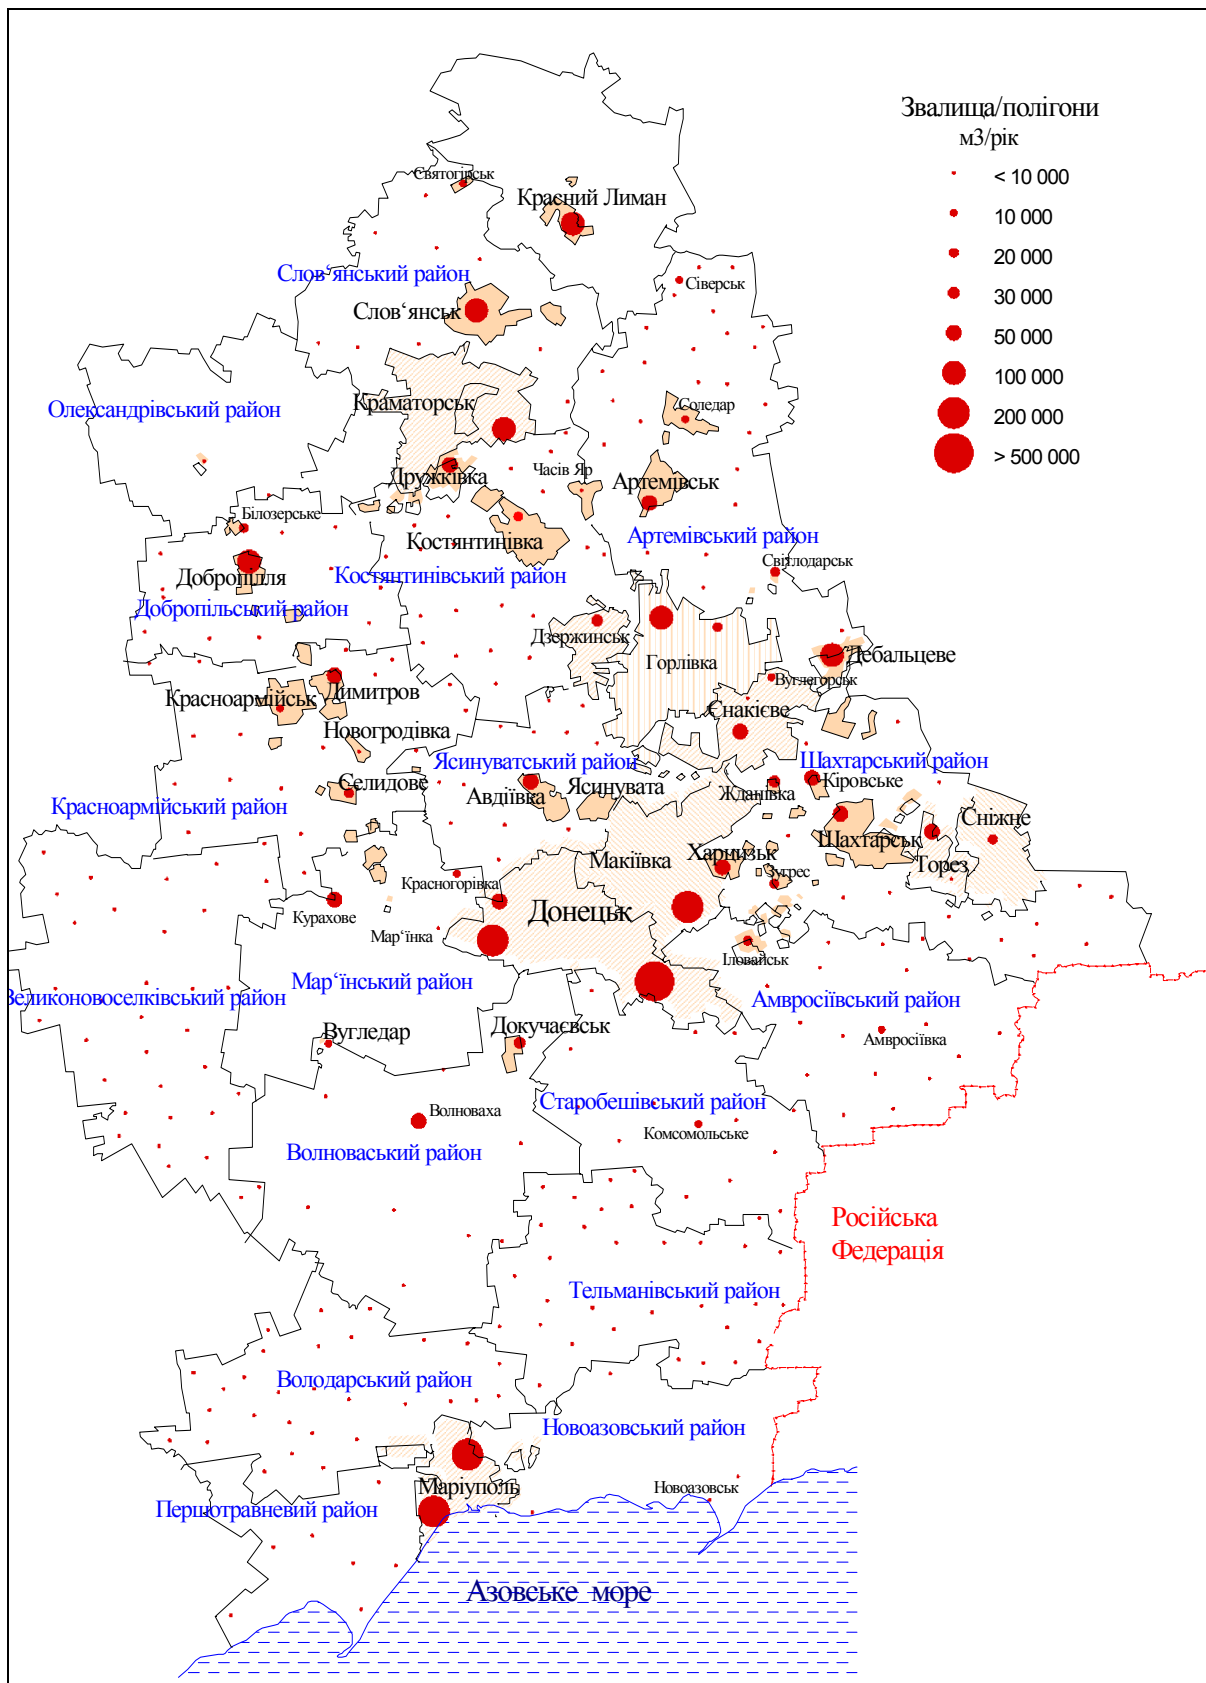 Звалища/полігони
м3/рік
< 10 000
10 000
20 000
30 000
50 000
100 000
200 000
> 500 000
Святогірськ
Красний Лиман
Слов‘янський район
Сіверськ
Слов‘янськ
Олександрівський район
Краматорськ
Соледар
Дружківка
Часів Яр
Артемівськ
Білозерське
Костянтинівка
Артемівський район
Світлодарськ
Добропілля
Костянтинівський район
Добропільський район
Дзержинськ
Горлівка
Дебальцеве
Вуглегорськ
Красноармійськ
Димитров
Єнакієве
Новогродівка
Ясинуватський район
Шахтарський район
Селидове
Авдіївка
Ясинувата
Жданівка
Кіровське
Красноармійський район
Сніжне
Шахтарськ
Макіївка
Харцизьк
Торез
Зугрес
Красногорівка
Курахове
Донецьк
Мар‘їнка
Іловайськ
Мар‘їнський район
Великоновоселківський район
Амвросіївський район
Вугледар
Докучаєвськ
Амвросіївка
Волноваха
Старобешівський район
Комсомольське
Волноваський район
Російська
Федерація
Тельманівський район
Володарський район
Новоазовський район
Маріуполь
Новоазовськ
Першотравневий район
Азовське море